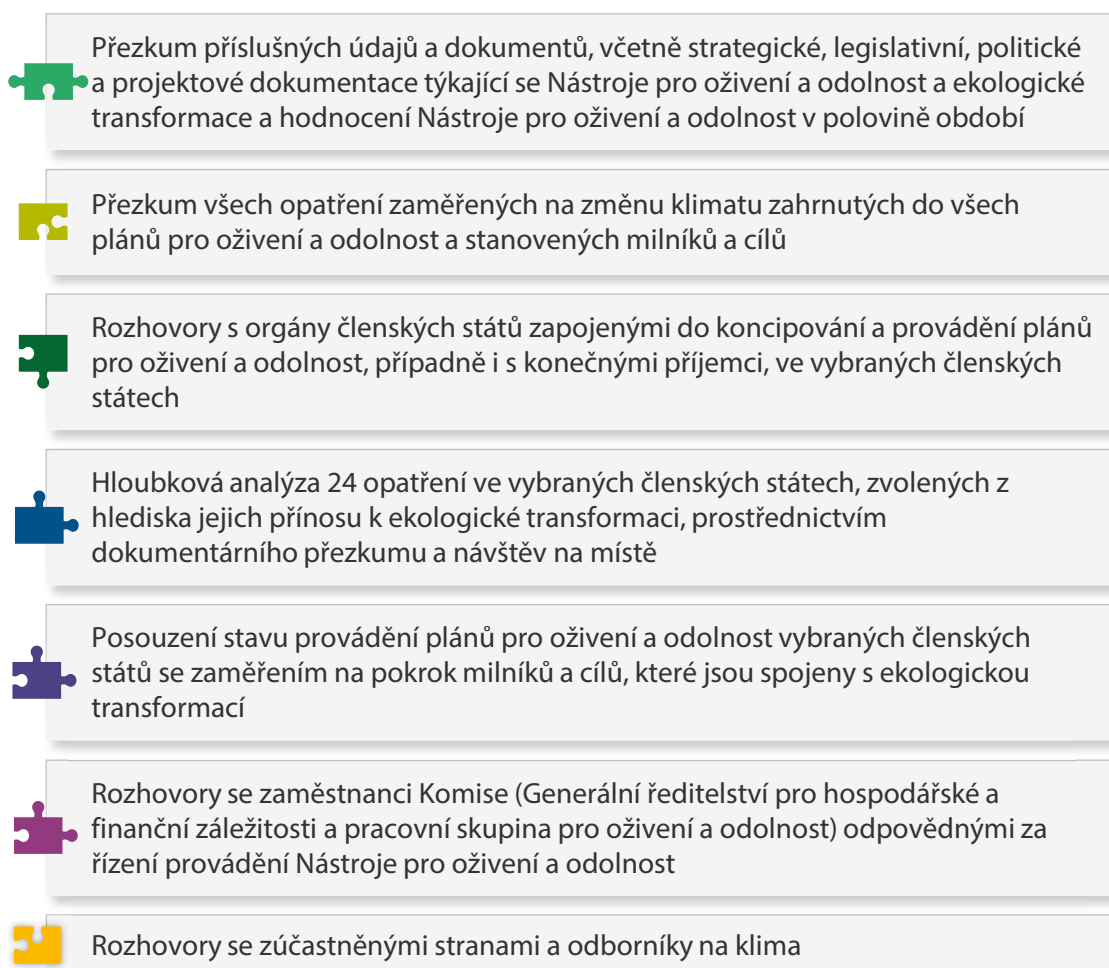 Přezkum příslušných údajů a dokumentů, včetně strategické, legislativní, politické
a projektové dokumentace týkající se Nástroje pro oživení a odolnost a ekologické
transformace a hodnocení Nástroje pro oživení a odolnost v polovině období
Přezkum všech opatření zaměřených na změnu klimatu zahrnutých do všech
plánů pro oživení a odolnost a stanovených milníků a cílů
Rozhovory s orgány členských států zapojenými do koncipování a provádění plánů
pro oživení a odolnost, případně i s konečnými příjemci, ve vybraných členských
státech
Hloubková analýza 24 opatření ve vybraných členských státech, zvolených z
hlediska jejich přínosu k ekologické transformaci, prostřednictvím
dokumentárního přezkumu a návštěv na místě
Posouzení stavu provádění plánů pro oživení a odolnost vybraných členských
států se zaměřením na pokrok milníků a cílů, které jsou spojeny s ekologickou
transformací
Rozhovory se zaměstnanci Komise (Generální ředitelství pro hospodářské a
finanční záležitosti a pracovní skupina pro oživení a odolnost) odpovědnými za
řízení provádění Nástroje pro oživení a odolnost
Rozhovory se zúčastněnými stranami a odborníky na klima